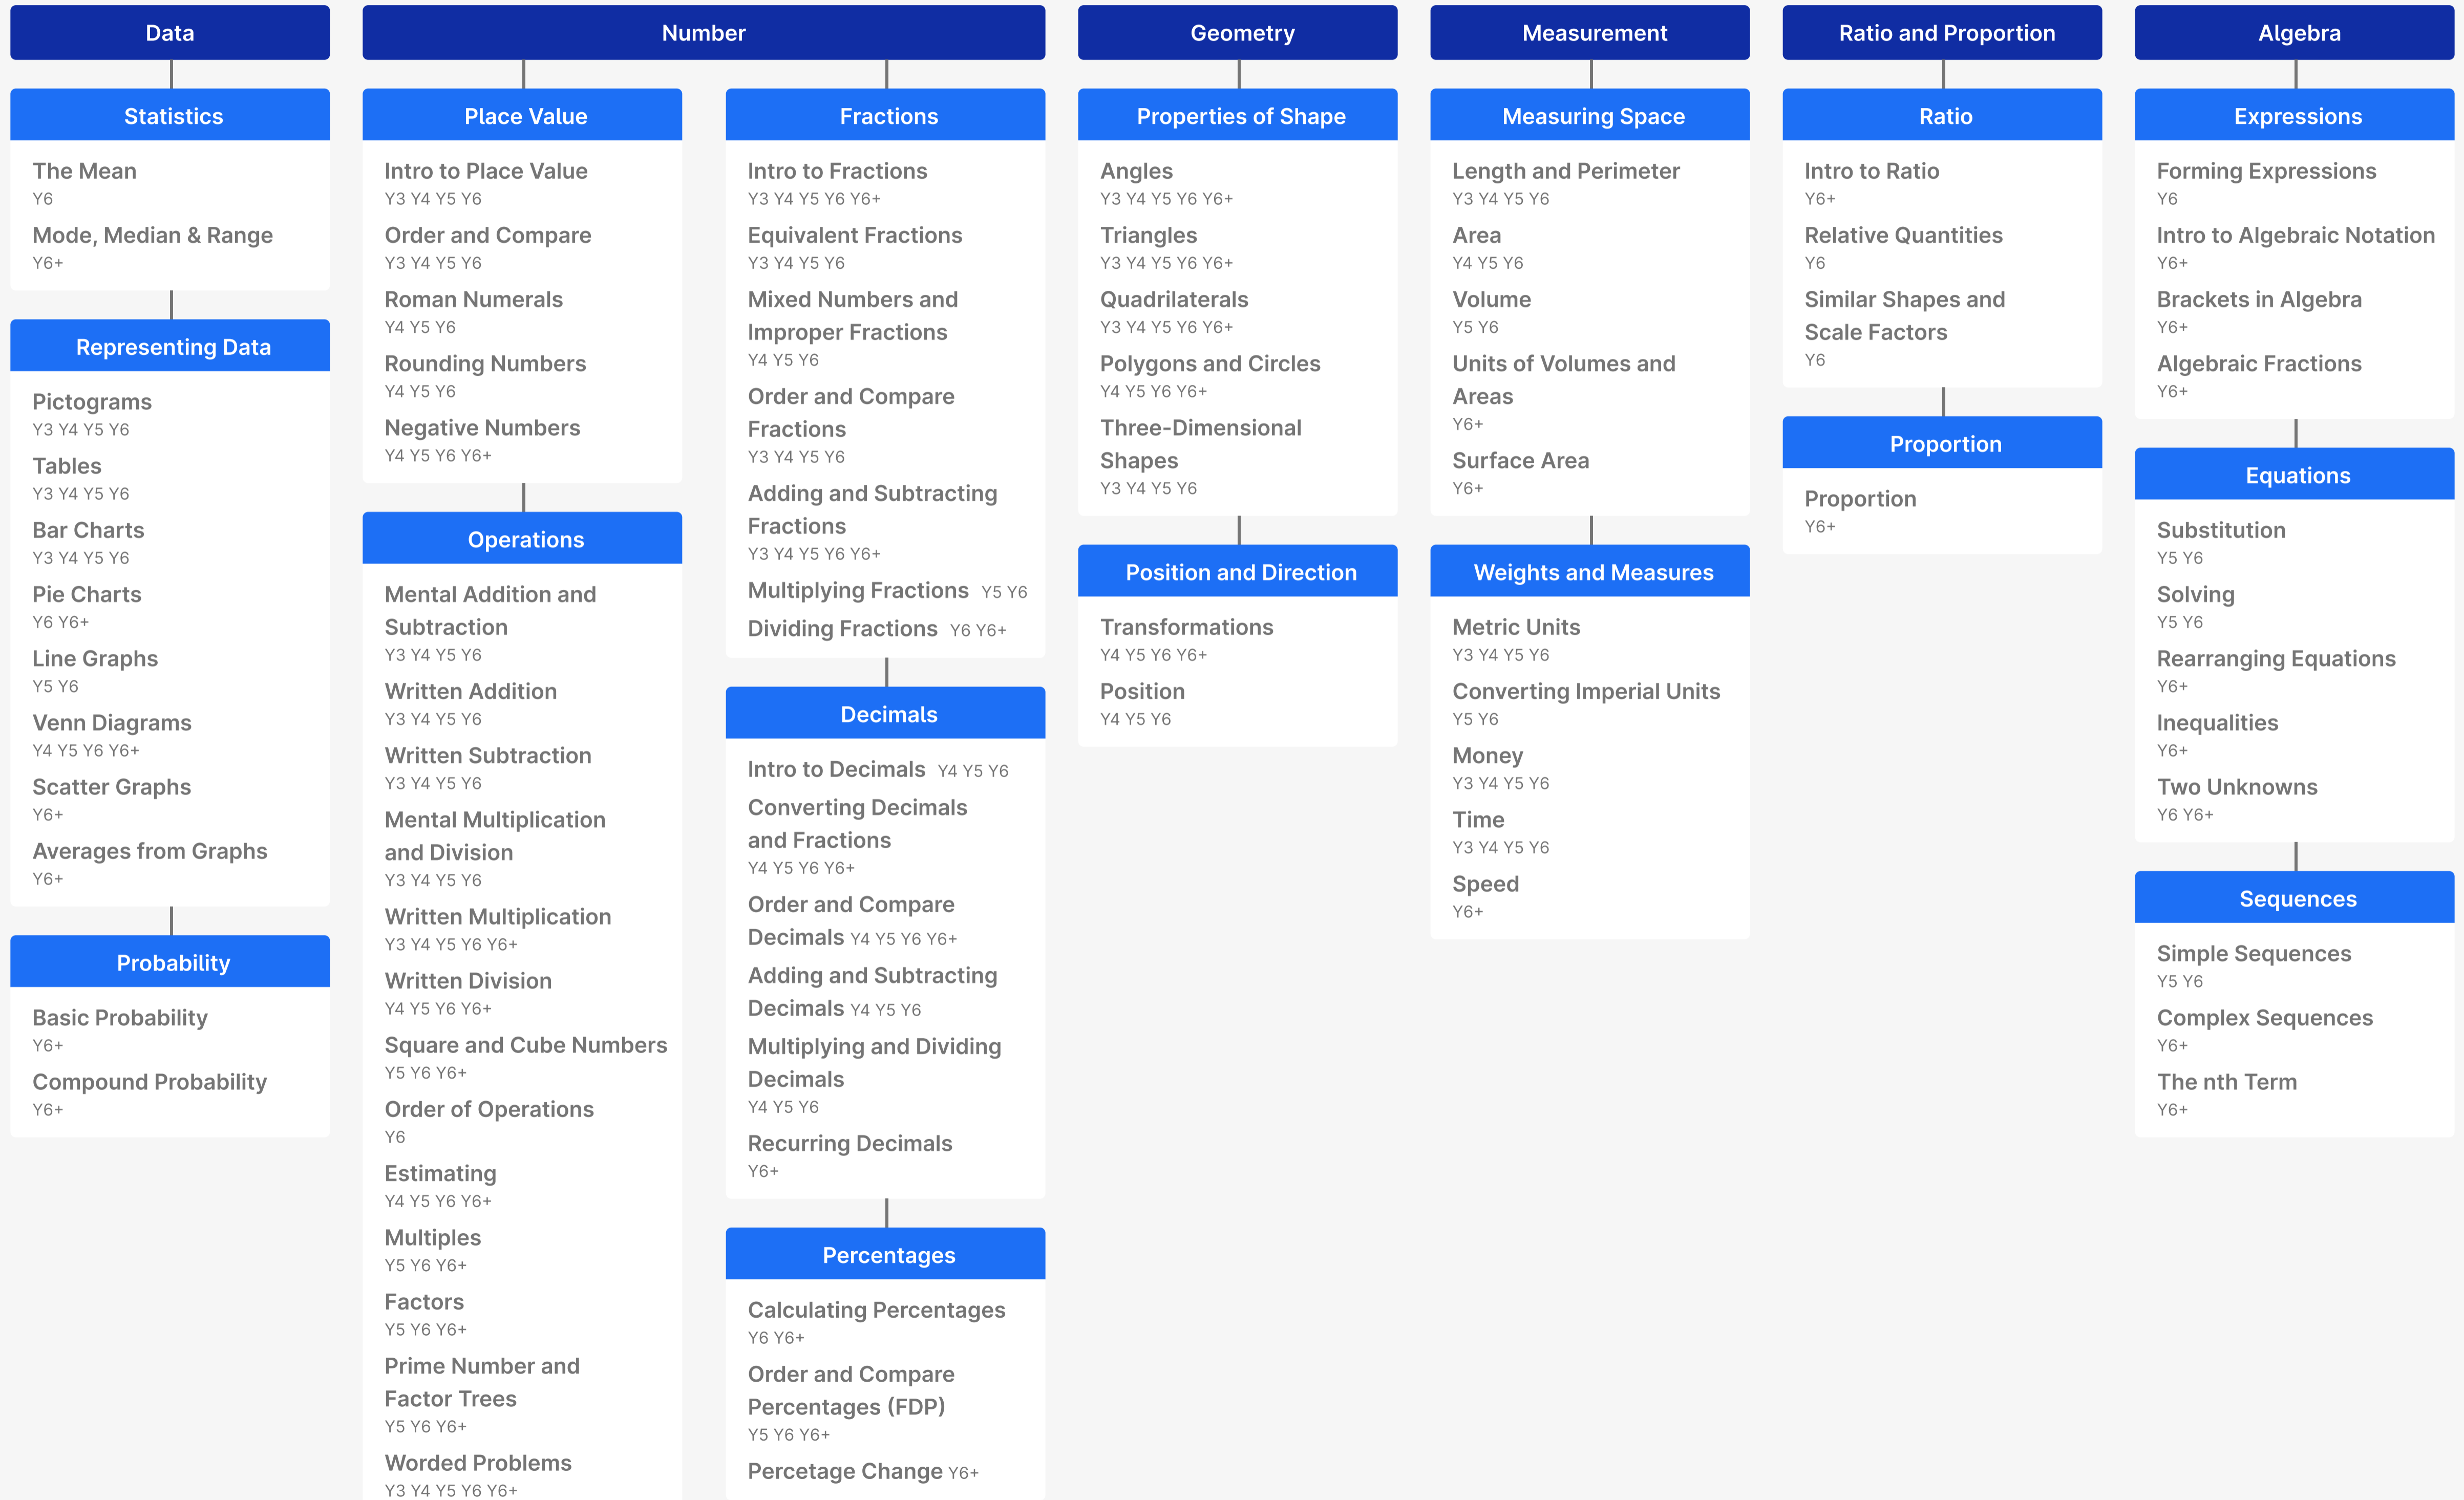 Data
Statistics
The Mean
Y6
Mode, Median & Range
Y6+
Representing Data
Pictograms
Y3 Y4 Y5 Y6
Tables
Y3 Y4 Y5 Y6
Bar Charts
Y3 Y4 Y5 Y6
Pie Charts
Y6 Y6+
Line Graphs
Y5 Y6
Venn Diagrams
Y4 Y5 Y6 Y6+
Scatter Graphs
Y6+
Averages from Graphs
Y6+
Probability
Basic Probability
Y6+
Compound Probability
Y6+
Number
Place Value
Intro to Place Value
Y3 Y4 Y5 Y6
Order and Compare
Y3 Y4 Y5 Y6
Roman Numerals
Y4 Y5 Y6
Rounding Numbers
Y4 Y5 Y6
Negative Numbers
Y4 Y5 Y6 Y6+
Operations
Mental Addition and
Subtraction
Y3 Y4 Y5 Y6
Written Addition
Y3 Y4 Y5 Y6
Written Subtraction
Y3 Y4 Y5 Y6
Mental Multiplication
and Division
Y3 Y4 Y5 Y6
Written Multiplication
Y3 Y4 Y5 Y6 Y6+
Written Division
Y4 Y5 Y6 Y6+
Square and Cube Numbers
Y5 Y6 Y6+
Order of Operations
Y6
Estimating
Y4 Y5 Y6 Y6+
Multiples
Y5 Y6 Y6+
Factors
Y5 Y6 Y6+
Prime Number and
Factor Trees
Y5 Y6 Y6+
Worded Problems
Y3 Y4 Y5 Y6 Y6+
Fractions
Intro to Fractions
Y3 Y4 Y5 Y6 Y6+
Equivalent Fractions
Y3 Y4 Y5 Y6
Mixed Numbers and
Improper Fractions
Y4 Y5 Y6
Order and Compare
Fractions
Y3 Y4 Y5 Y6
Adding and Subtracting
Fractions
Y3 Y4 Y5 Y6 Y6+
Multiplying Fractions Y5 Y6
Dividing Fractions Y6 Y6+
Decimals
Intro to Decimals Y4 Y5 Y6
Converting Decimals
and Fractions
Y4 Y5 Y6 Y6+
Order and Compare
Decimals Y4 Y5 Y6 Y6+
Adding and Subtracting
Decimals Y4 Y5 Y6
Multiplying and Dividing
Decimals
Y4 Y5 Y6
Recurring Decimals
Y6+
Percentages
Calculating Percentages
Y6 Y6+
Order and Compare
Percentages (FDP)
Y5 Y6 Y6+
Percetage Change Y6+
Geometry
Properties of Shape
Angles
Y3 Y4 Y5 Y6 Y6+
Triangles
Y3 Y4 Y5 Y6 Y6+
Quadrilaterals
Y3 Y4 Y5 Y6 Y6+
Polygons and Circles
Y4 Y5 Y6 Y6+
Three-Dimensional
Shapes
Y3 Y4 Y5 Y6
Position and Direction
Transformations
Y4 Y5 Y6 Y6+
Position
Y4 Y5 Y6
Measurement
Measuring Space
Length and Perimeter
Y3 Y4 Y5 Y6
Area
Y4 Y5 Y6
Volume
Y5 Y6
Units of Volumes and
Areas
Y6+
Surface Area
Y6+
Weights and Measures
Metric Units
Y3 Y4 Y5 Y6
Converting Imperial Units
Y5 Y6
Money
Y3 Y4 Y5 Y6
Time
Y3 Y4 Y5 Y6
Speed
Y6+
Ratio and Proportion
Ratio
Intro to Ratio
Y6+
Relative Quantities
Y6
Similar Shapes and
Scale Factors
Y6
Proportion
Proportion
Y6+
Algebra
Expressions
Forming Expressions
Y6
Intro to Algebraic Notation
Y6+
Brackets in Algebra
Y6+
Algebraic Fractions
Y6+
Equations
Substitution
Y5 Y6
Solving
Y5 Y6
Rearranging Equations
Y6+
Inequalities
Y6+
Two Unknowns
Y6 Y6+
Sequences
Simple Sequences
Y5 Y6
Complex Sequences
Y6+
The nth Term
Y6+